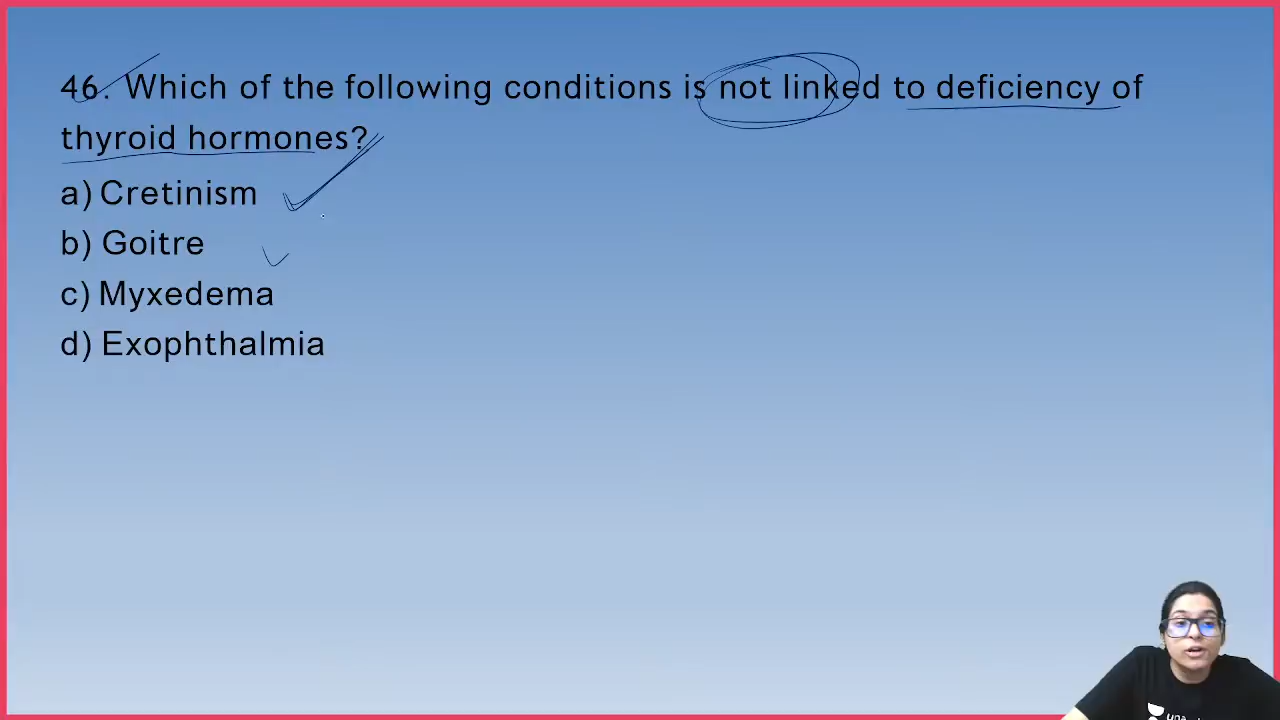 46. Which of the following conditions is not linked to deficiency of
thyroid hormones?
a) Cretinism
b) Goitre
c) Myxedema
d) Exophthalmia